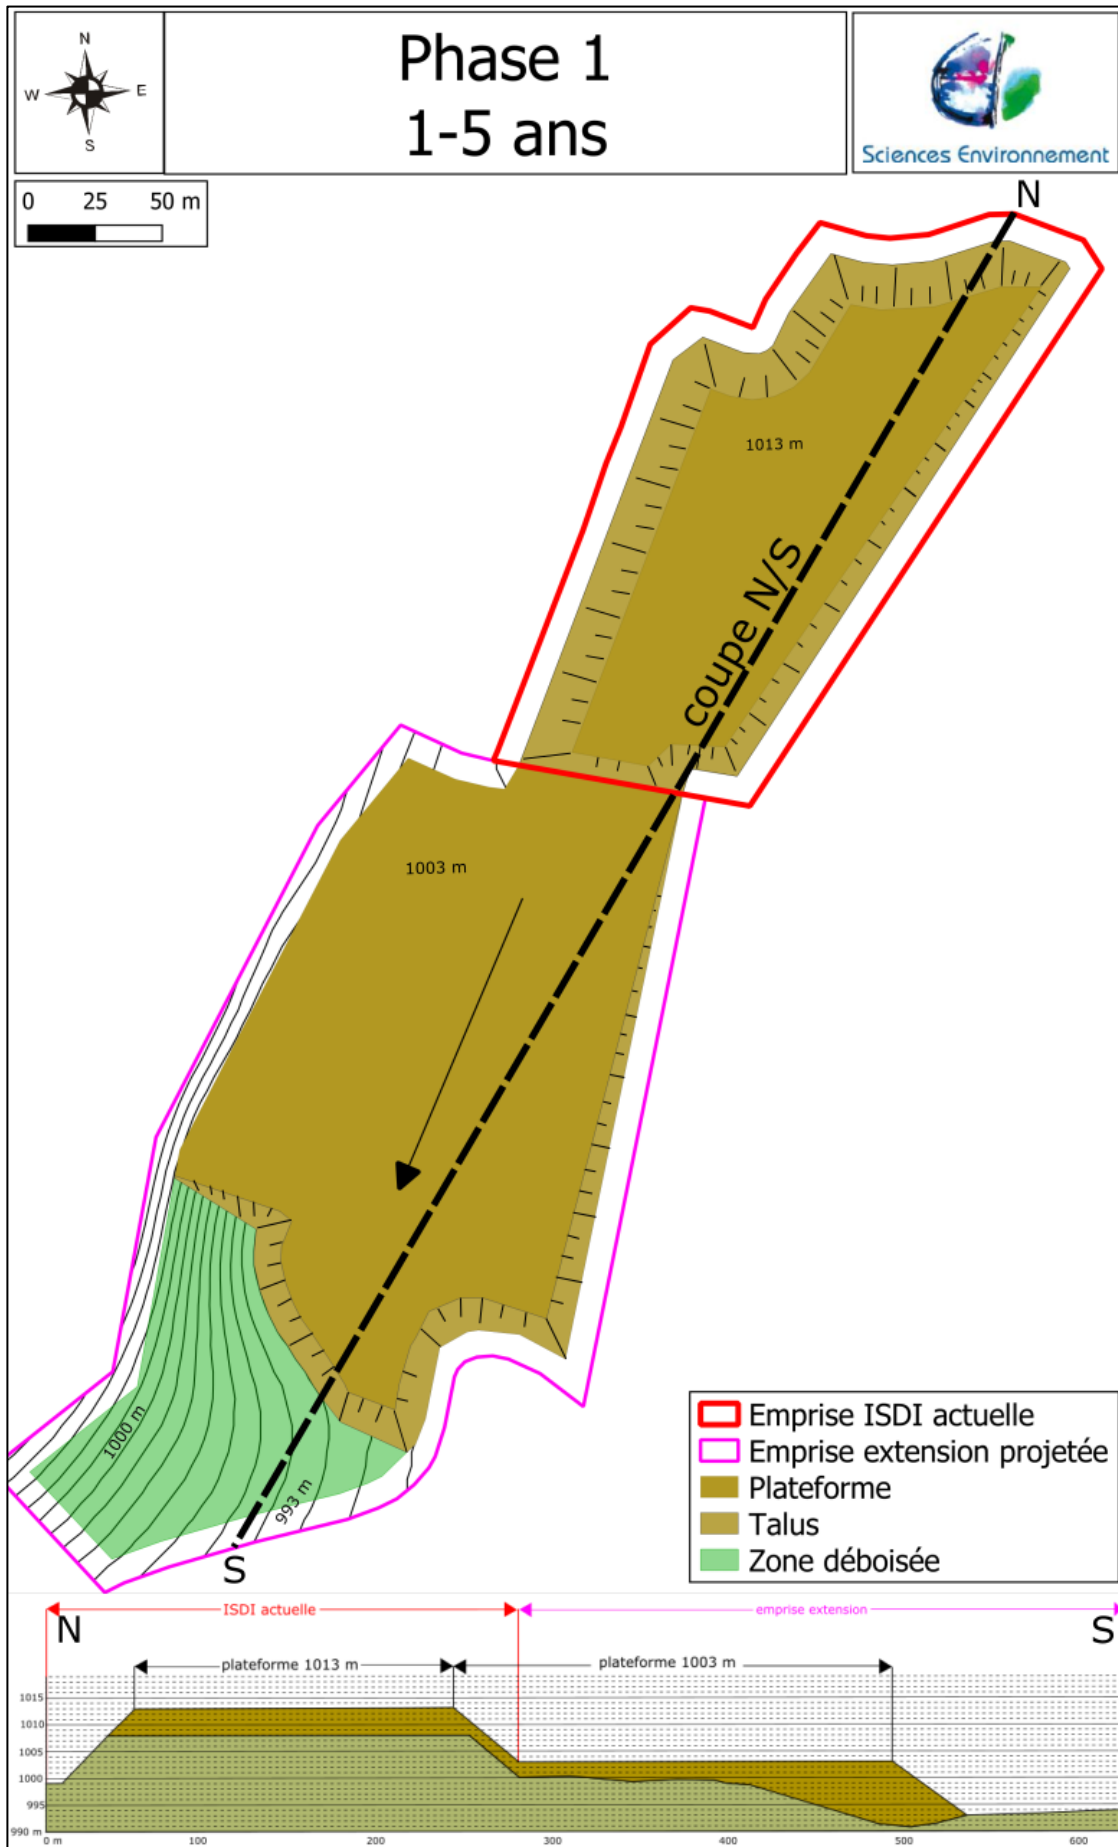 N
W E
S
Phase 1
1-5 ans
Sciences Environnement
0 25 50 m
N
1013 m
coupe N/S
1003 m
1000 m
993 m
S
Emprise ISDI actuelle
Emprise extension projetée
Plateforme
Talus
Zone déboisée
ISDI actuelle
emprise extension
N
S
plateforme 1013 m
plateforme 1003 m
1015
1010
1005
1000
995
990 m
0 m 100 200 300 400 500 600